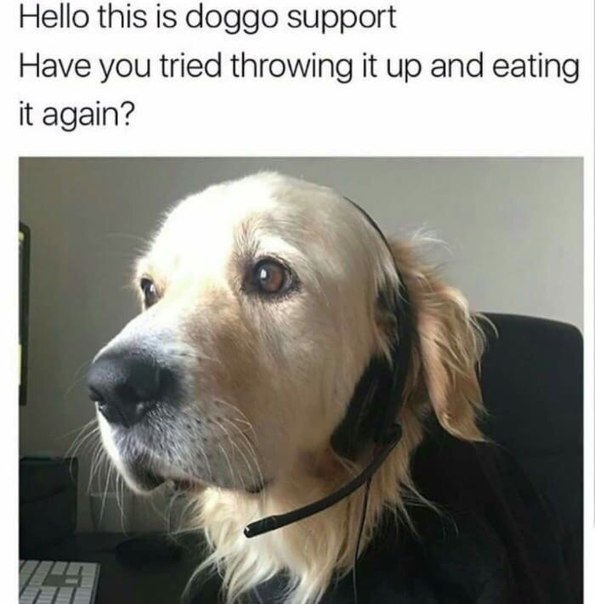 Hello this is doggo support
Have you tried throwing it up and eating
it again?